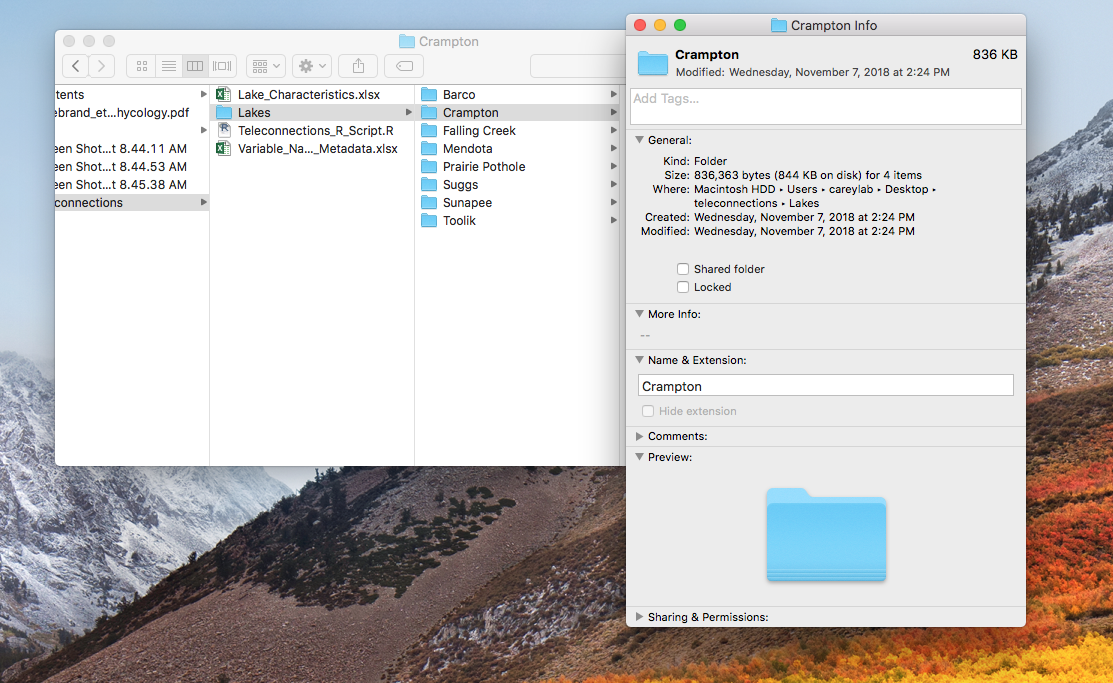 Crampton
tents
ebrand_et...hycology.pdf
een Shot...t 8.44.11 AM
een Shot...t 8.44.53 AM
een Shot...t 8.45.38 AM
connections
Lake_Characteristics.xlsx
Lakes
Teleconnections_R_Script.R
Variable_Na..._Metadata.xlsx
Barco
Crampton
Falling Creek
Mendota
Prairie Pothole
Suggs
Sunapee
Toolik
Crampton Info
Crampton 836 KB
Modified: Wednesday, November 7, 2018 at 2:24 PM
Add Tags...
General:
Kind: Folder
Size: 836,363 bytes (844 KB on disk) for 4 items
Where: Macintosh HDD ▸ Users ▸ careylab ▸ Desktop ▸
teleconnections ▸ Lakes
Created: Wednesday, November 7, 2018 at 2:24 PM
Modified: Wednesday, November 7, 2018 at 2:24 PM
Shared folder
Locked
More Info:
--
Name & Extension:
Crampton
Hide extension
Comments:
Preview:
Sharing & Permissions: